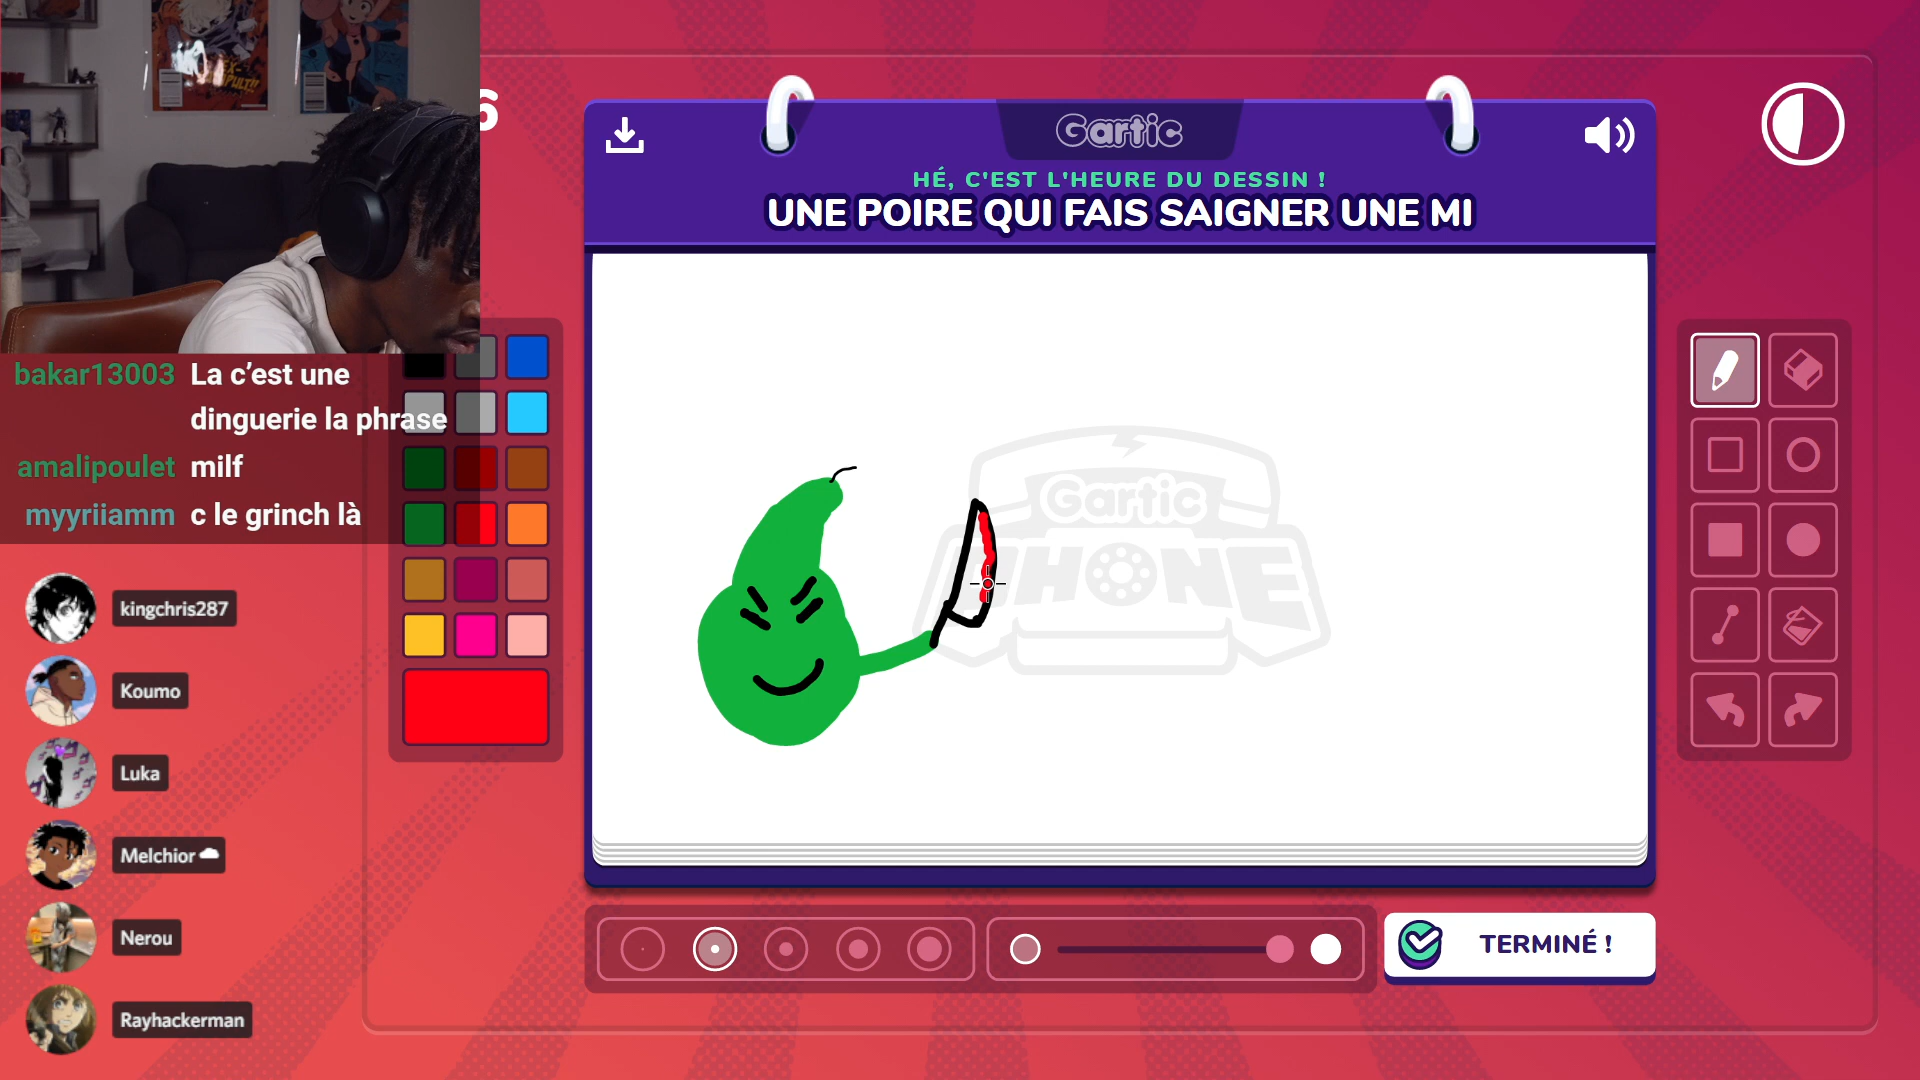 6
Gartic
HÉ, C'EST L'HEURE DU DESSIN !
UNE POIRE QUI FAIS SAIGNER UNE MI
bakar13003 La c'est une
dinguerie la phrase
amalipoulet milf
myyriiamm c le grinch là
Gartic
PHONE
kingchris287
Koumo
Luka
Melchior
Nerou
Rayhackerman
TERMINÉ !